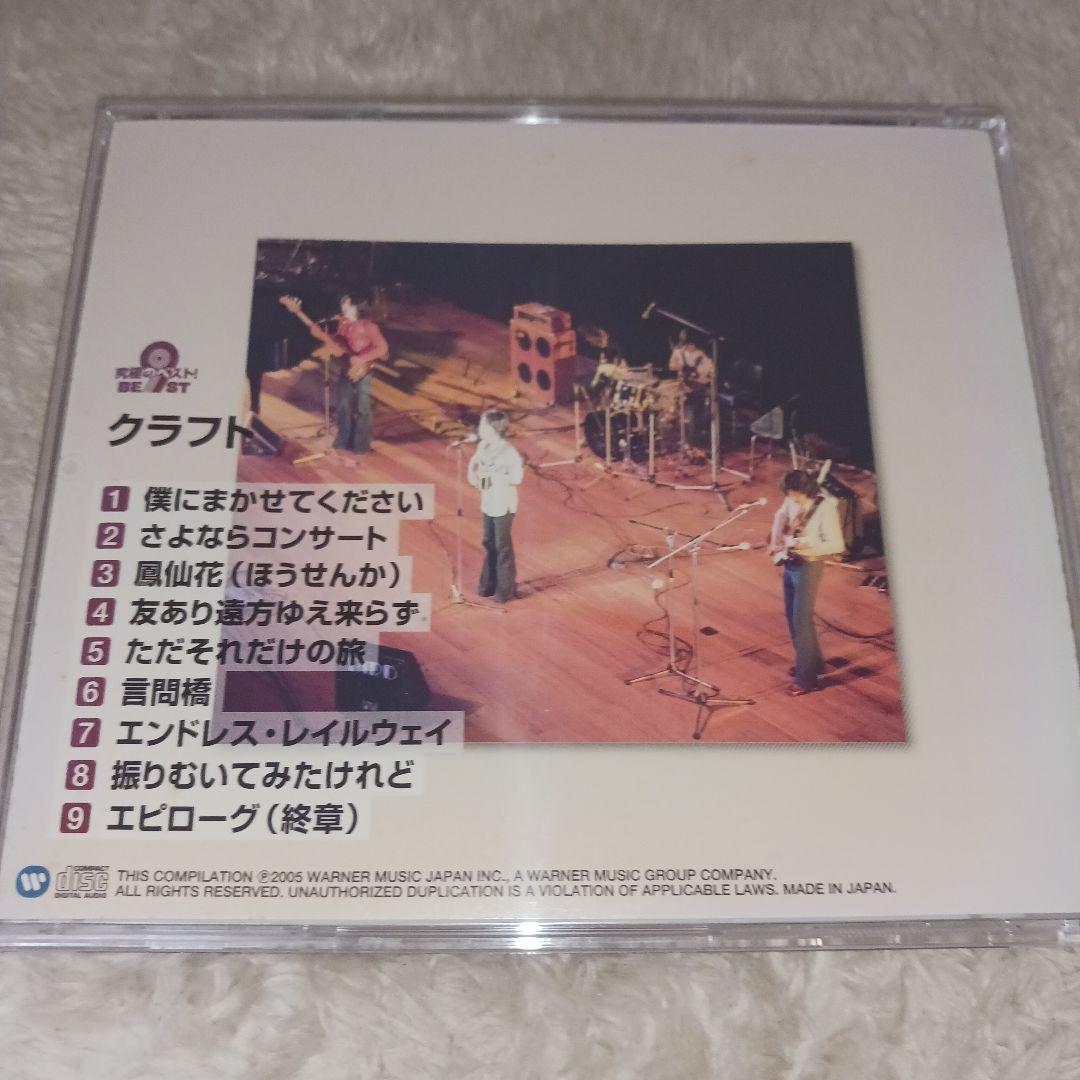 究極のベスト!
BE9ST
クラフト
1 僕にまかせてください
2 さよならコンサート
3 鳳仙花(ほうせんか)
4 友あり遠方ゆえ来らず
5 ただそれだけの旅
6 言問橋
7 エンドレス・レイルウェイ
8 振りむいてみたけれど
9 エピローグ(終章)
COMPACT
disc
DIGITAL AUDIO
THIS COMPILATION ℗2005 WARNER MUSIC JAPAN INC., A WARNER MUSIC GROUP COMPANY.
ALL RIGHTS RESERVED. UNAUTHORIZED DUPLICATION IS A VIOLATION OF APPLICABLE LAWS. MADE IN JAPAN.